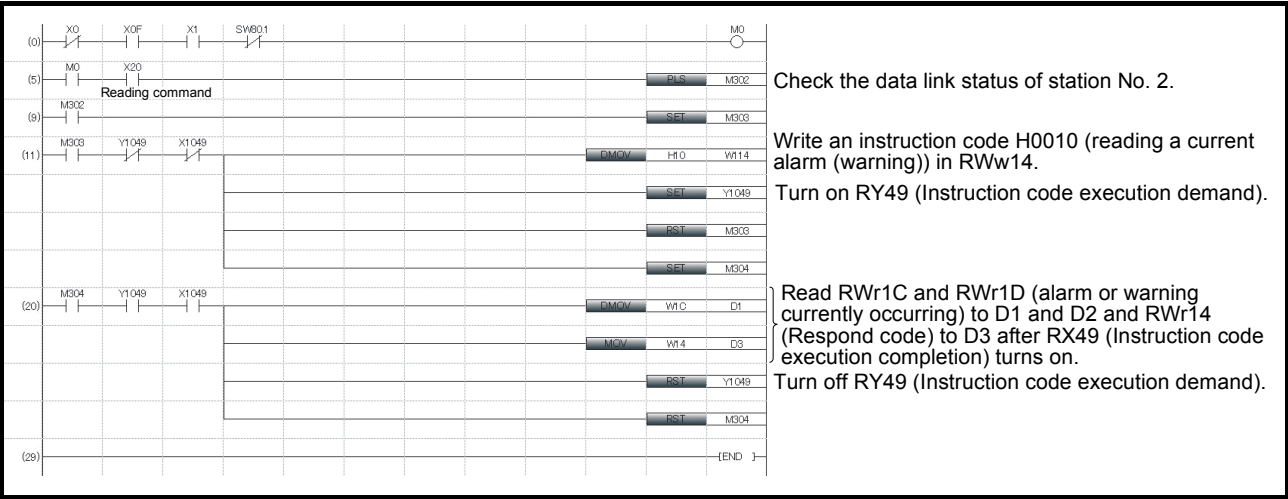 X0 X0F X1 SW80.1 M0
(0)
M0 X20
(5) PLS M302 Check the data link status of station No. 2.
Reading command
M302
(9) SET M303
M303 Y1049 X1049
(11) DMOV H10 W114
Write an instruction code H0010 (reading a current
alarm (warning)) in RWw14.
SET Y1049 Turn on RY49 (Instruction code execution demand).
RST M303
SET M304
M304 Y1049 X1049
(20) DMOV W1C D1
MOV W14 D3
Read RWr1C and RWr1D (alarm or warning
currently occurring) to D1 and D2 and RWr14
(Respond code) to D3 after RX49 (Instruction code
execution completion) turns on.
RST Y1049 Turn off RY49 (Instruction code execution demand).
RST M304
(29) [END ]